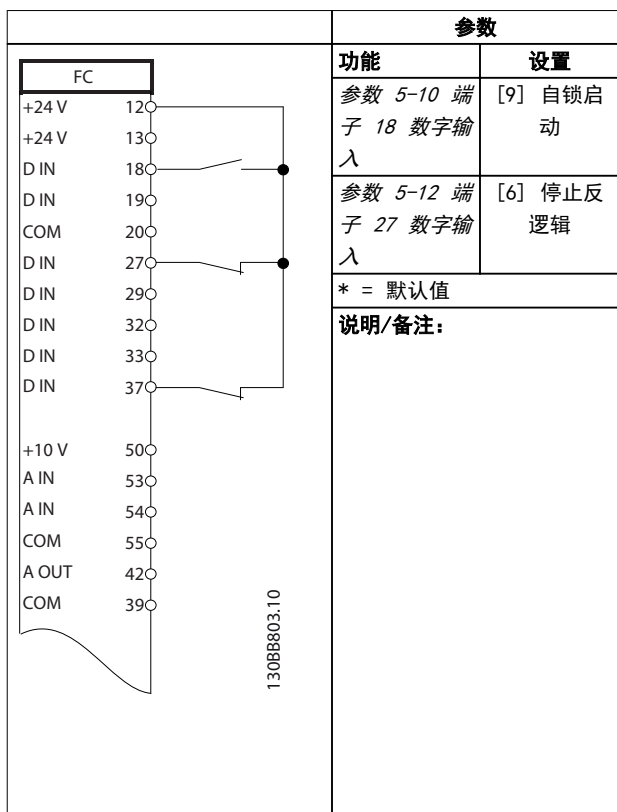 参数
功能 设置
参数 5-10 端 [9] 自锁启
子 18 数字输 动
入
参数 5-12 端 [6] 停止反
子 27 数字输 逻辑
入
* = 默认值
说明/备注：
FC
+24 V 12
+24 V 13
D IN 18
D IN 19
COM 20
D IN 27
D IN 29
D IN 32
D IN 33
D IN 37
+10 V 50
A IN 53
A IN 54
COM 55
A OUT 42
COM 39
130BB803.10